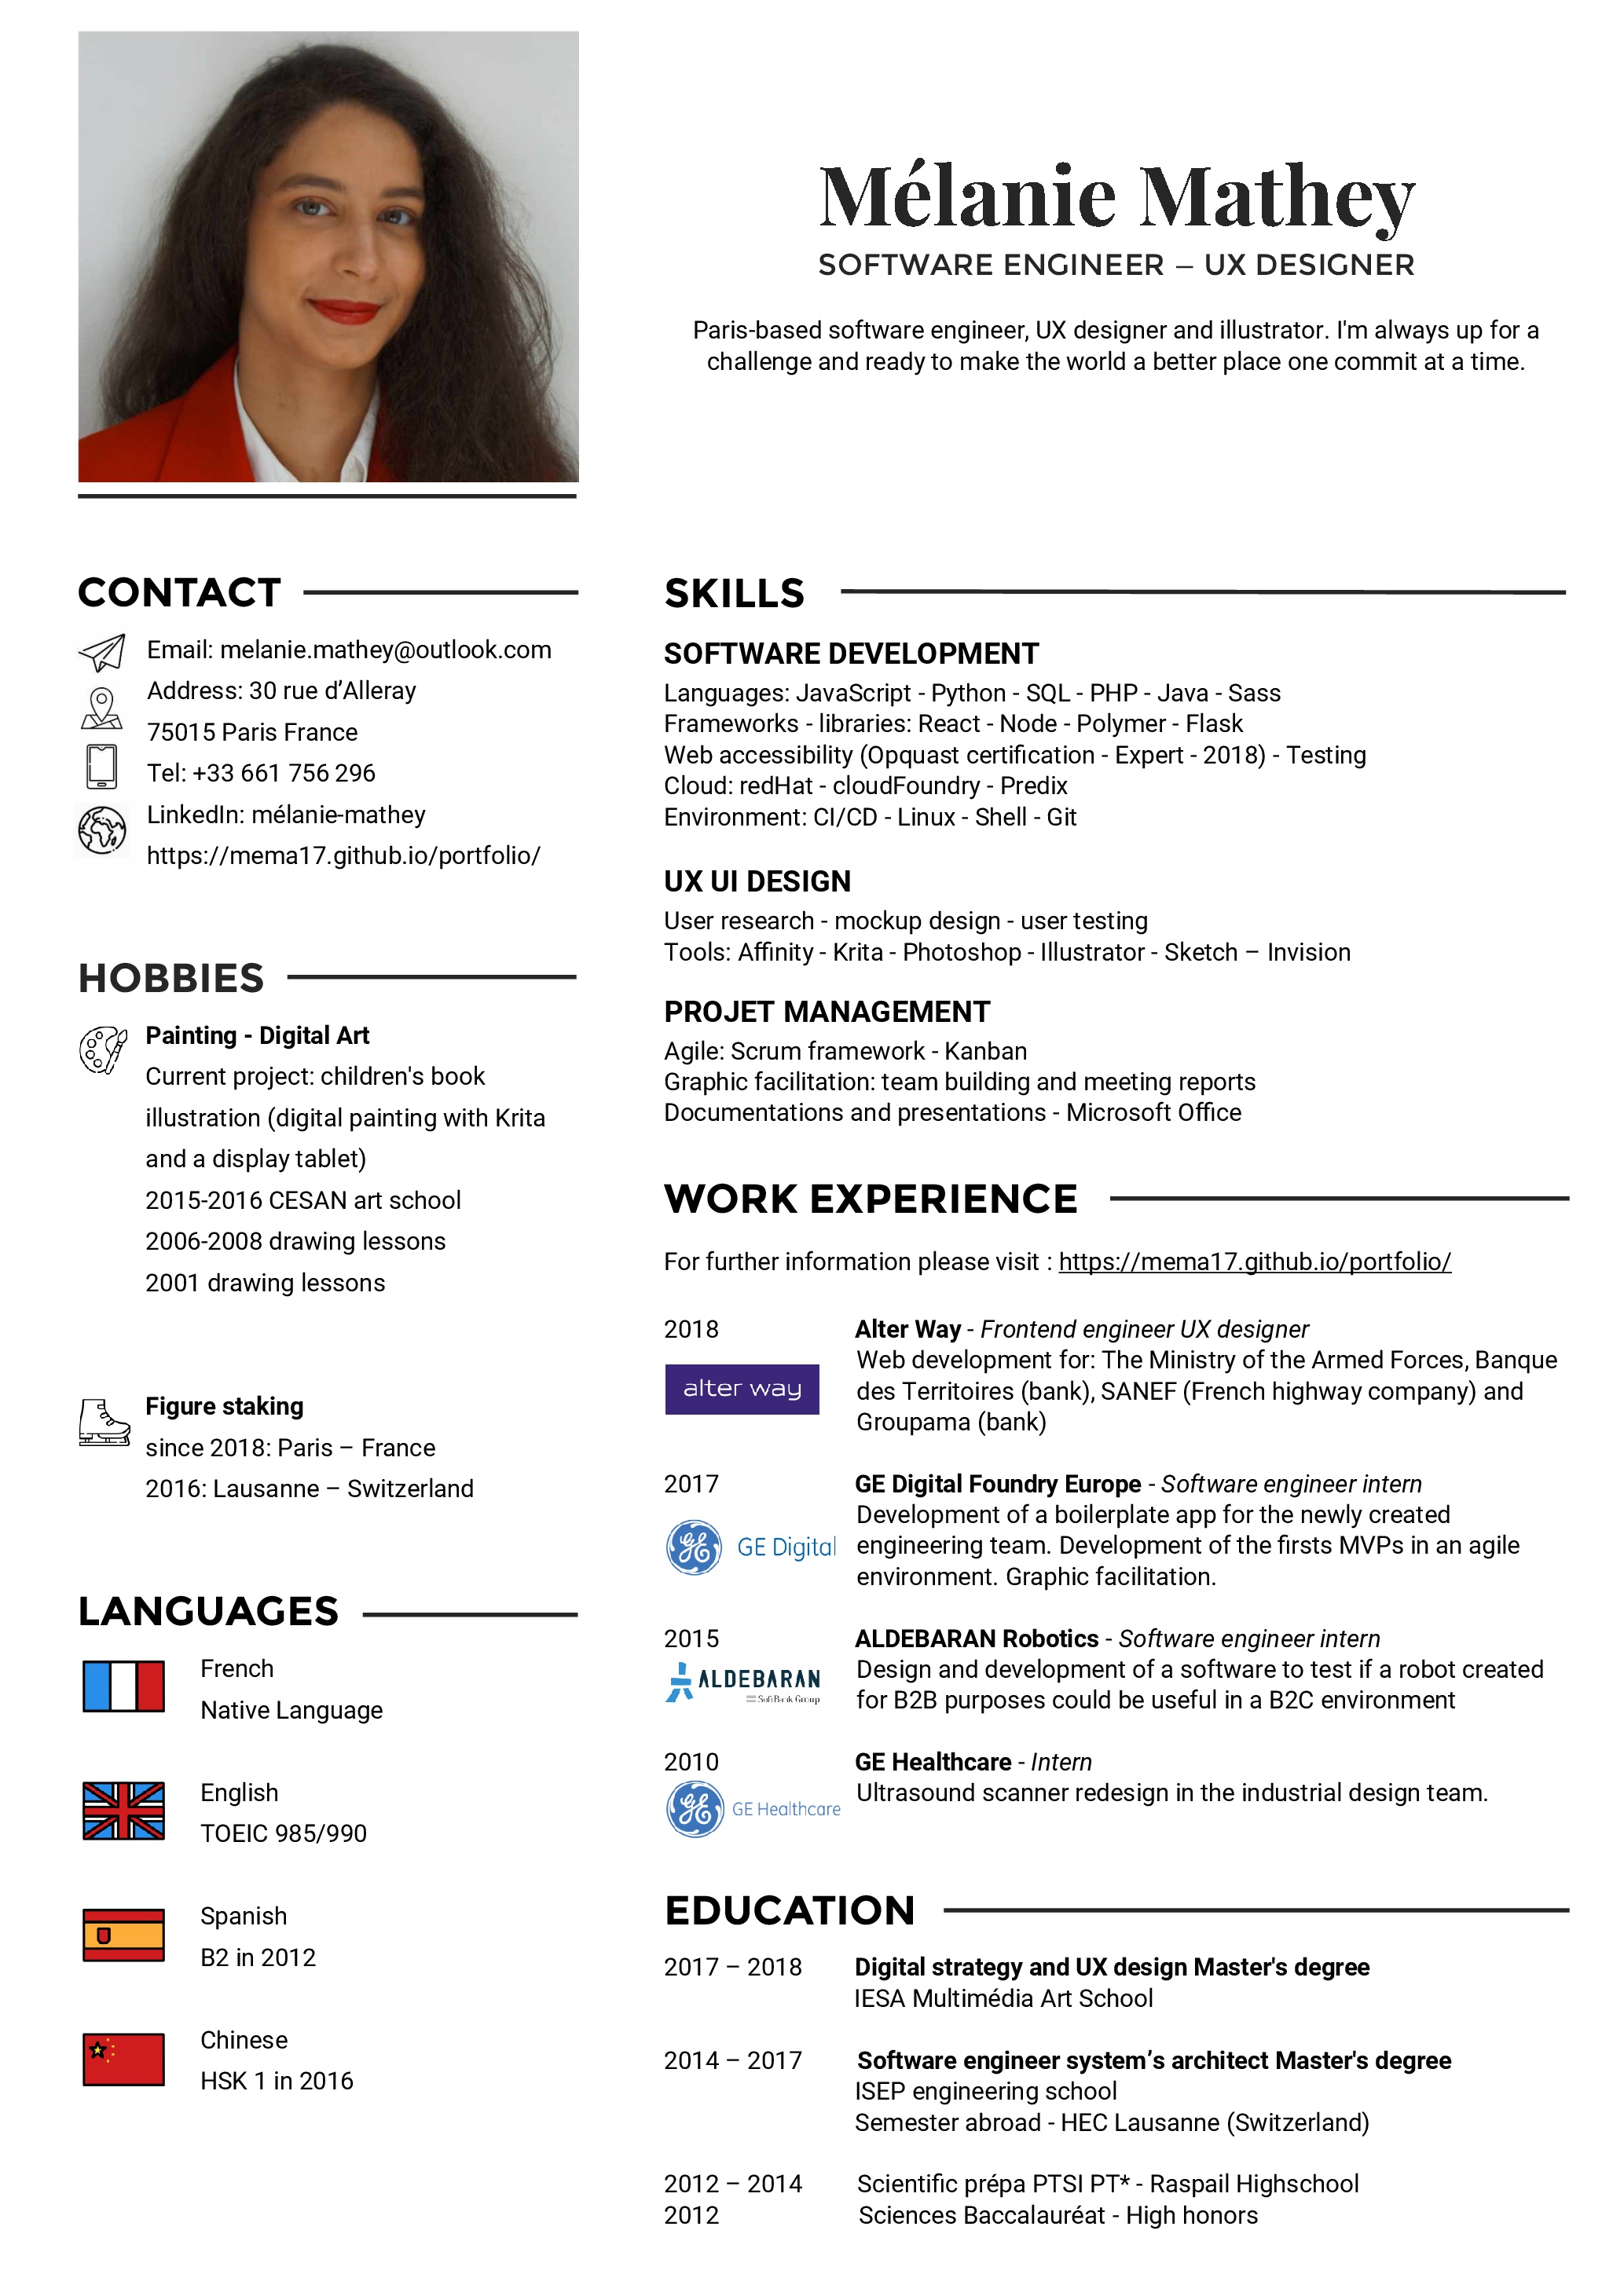 Mélanie Mathey
SOFTWARE ENGINEER – UX DESIGNER
Paris-based software engineer, UX designer and illustrator. I'm always up for a
challenge and ready to make the world a better place one commit at a time.
CONTACT
Email: melanie.mathey@outlook.com
Address: 30 rue d’Alleray
75015 Paris France
Tel: +33 661 756 296
LinkedIn: mélanie-mathey
https://mema17.github.io/portfolio/
HOBBIES
Painting - Digital Art
Current project: children's book
illustration (digital painting with Krita
and a display tablet)
2015-2016 CESAN art school
2006-2008 drawing lessons
2001 drawing lessons
Figure staking
since 2018: Paris – France
2016: Lausanne – Switzerland
LANGUAGES
French
Native Language
English
TOEIC 985/990
Spanish
B2 in 2012
Chinese
HSK 1 in 2016
SKILLS
SOFTWARE DEVELOPMENT
Languages: JavaScript - Python - SQL - PHP - Java - Sass
Frameworks - libraries: React - Node - Polymer - Flask
Web accessibility (Opquast certification - Expert - 2018) - Testing
Cloud: redHat - cloudFoundry - Predix
Environment: CI/CD - Linux - Shell - Git
UX UI DESIGN
User research - mockup design - user testing
Tools: Affinity - Krita - Photoshop - Illustrator - Sketch – Invision
PROJET MANAGEMENT
Agile: Scrum framework - Kanban
Graphic facilitation: team building and meeting reports
Documentations and presentations - Microsoft Office
WORK EXPERIENCE
For further information please visit : https://mema17.github.io/portfolio/
2018 Alter Way - Frontend engineer UX designer
alter way
Web development for: The Ministry of the Armed Forces, Banque
des Territoires (bank), SANEF (French highway company) and
Groupama (bank)
2017 GE Digital Foundry Europe - Software engineer intern
GE GE Digital
Development of a boilerplate app for the newly created
engineering team. Development of the firsts MVPs in an agile
environment. Graphic facilitation.
2015 ALDEBARAN Robotics - Software engineer intern
ALDEBARAN
SoftBank Group
Design and development of a software to test if a robot created
for B2B purposes could be useful in a B2C environment
2010 GE Healthcare - Intern
GE GE Healthcare
Ultrasound scanner redesign in the industrial design team.
EDUCATION
2017 – 2018 Digital strategy and UX design Master's degree
IESA Multimédia Art School
2014 – 2017 Software engineer system’s architect Master's degree
ISEP engineering school
Semester abroad - HEC Lausanne (Switzerland)
2012 – 2014 Scientific prépa PTSI PT* - Raspail Highschool
2012 Sciences Baccalauréat - High honors